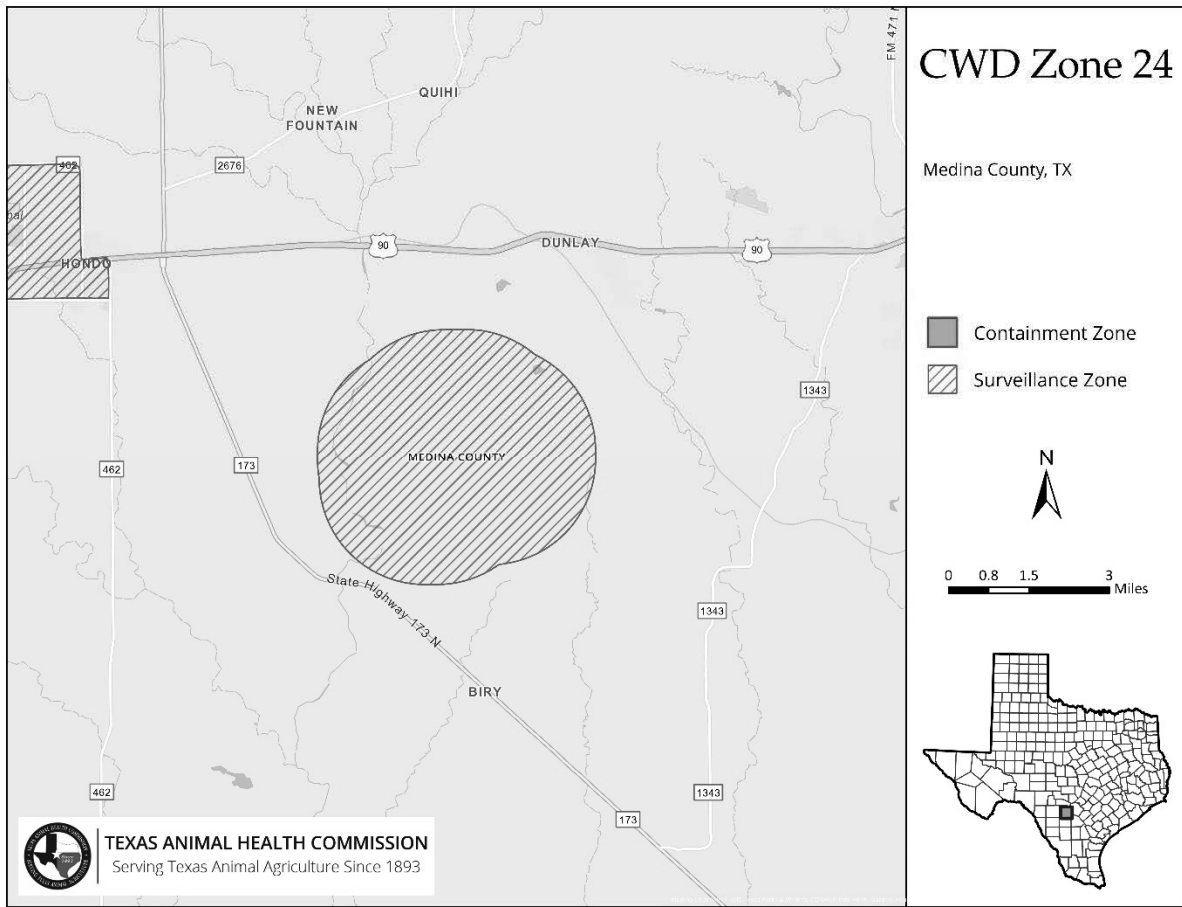 FM 471 N
QUIHI
NEW
FOUNTAIN
462
2676
90
DUNLAY
90
HONDO
1343
MEDINA COUNTY
462
173
State Highway 173 N
1343
BIRY
462
1343
173
TEXAS ANIMAL HEALTH COMMISSION
Serving Texas Animal Agriculture Since 1893
CWD Zone 24
Medina County, TX
Containment Zone
Surveillance Zone
N
0 0.8 1.5 3
Miles